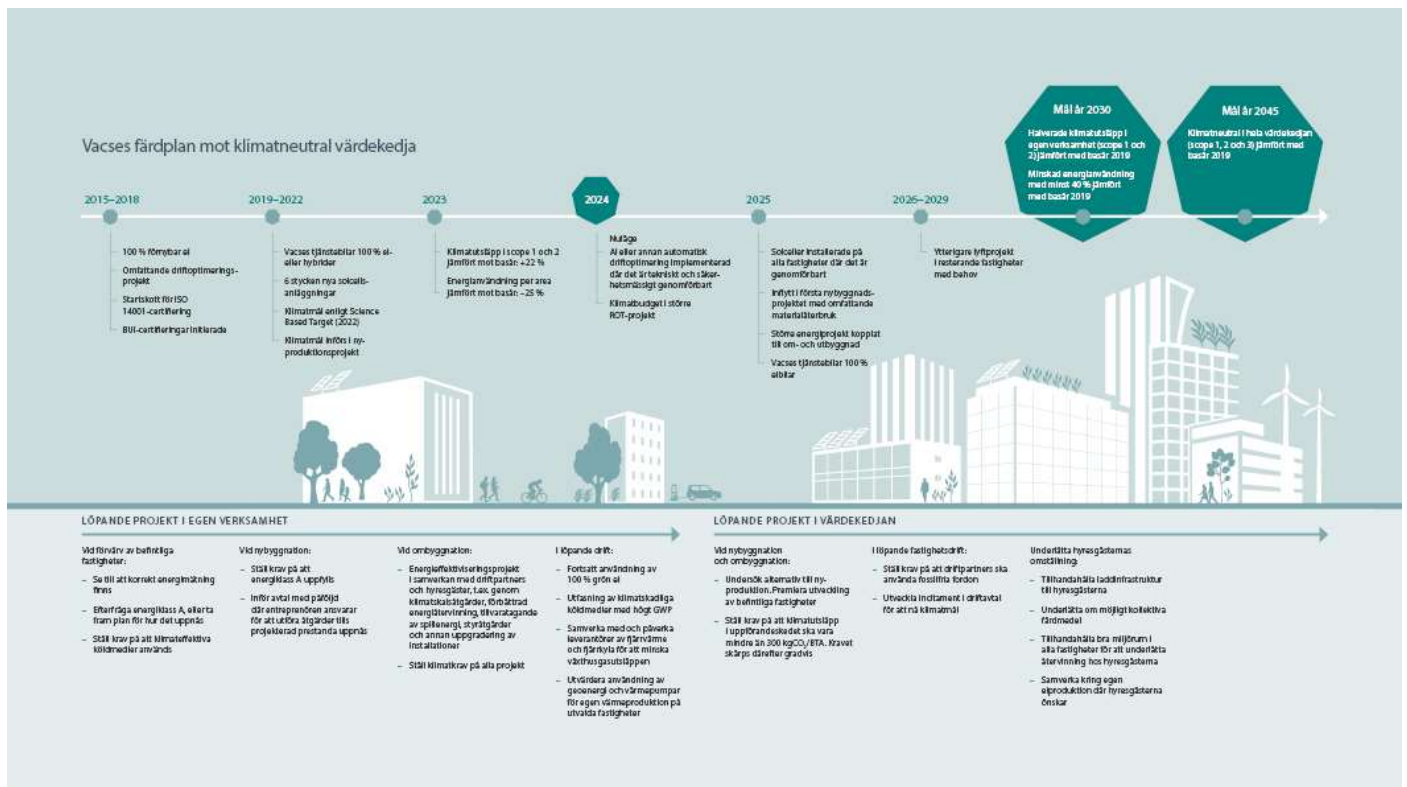 Vacses färdplan mot klimatneutral värdekedja
2015–2018
100 % förnybar el
Omfattande driftoptimerings-
projekt
Startskott för ISO
14001-certifiering
BUI-certifieringar initierade
2019–2022
Vacses tjänstebilar 100 % el-
eller hybrider
6 stycken nya solcells-
anläggningar
Klimatmål enligt Science
Based Target (2022)
Klimatmål införs i ny-
produktionsprojekt
2023
Klimatutsläpp i scope 1 och 2
jämfört mot basår: +22 %
Energianvändning per area
jämfört mot basår: –25 %
2024
Nuläge
AI eller annan automatisk
driftoptimering implementerad
där det är tekniskt och säker-
hetsmässigt genomförbart
Klimatbudget i större
ROT-projekt
2025
Solceller installerade på
alla fastigheter där det är
genomförbart
Inflytt i första nybyggnads-
projektet med omfattande
materialåterbruk
Större energiprojekt kopplat
till om- och utbyggnad
Vacses tjänstebilar 100 %
elbilar
2026–2029
Ytterligare lyftprojekt
i resterande fastigheter
med behov
Mål år 2030
Halverade klimatutsläpp i
egen verksamhet (scope 1 och
2) jämfört med basår 2019
Minskad energianvändning
med minst 40 % jämfört
med basår 2019
Mål år 2045
Klimatneutral i hela värdekedjan
(scope 1, 2 och 3) jämfört med
basår 2019
LÖPANDE PROJEKT I EGEN VERKSAMHET
Vid förvärv av befintliga
fastigheter:
– Se till att korrekt energimätning
finns
– Efterfråga energiklass A, eller ta
fram plan för hur det uppnås
– Ställ krav på att klimateffektiva
köldmedier används
Vid nybyggnation:
– Ställ krav på att
energiklass A uppfylls
– Inför avtal med påföljd
där entreprenören ansvarar
för att utföra åtgärder tills
projekterad prestanda uppnås
Vid ombyggnation:
– Energieffektiviseringsprojekt
i samverkan med driftpartners
och hyresgäster, t.ex. genom
klimatskalsåtgärder, förbättrad
energiåtervinning, tillvaratagande
av spillenergi, styråtgärder
och annan uppgradering av
installationer
– Ställ klimatkrav på alla projekt
I löpande drift:
– Fortsatt användning av
100 % grön el
– Utfasning av klimatskadliga
köldmedier med högt GWP
– Samverka med och påverka
leverantörer av fjärrvärme
och fjärrkyla för att minska
växthusgasutsläppen
– Utvärdera användning av
geoenergi och värmepumpar
för egen värmeproduktion på
utvalda fastigheter
LÖPANDE PROJEKT I VÄRDEKEDJAN
Vid nybyggnation
och ombyggnation:
– Undersök alternativ till ny-
produktion. Premiera utveckling
av befintliga fastigheter
– Ställ krav på att klimatutsläpp
i uppförandeskedet ska vara
mindre än 300 kgCO₂/BTA. Kravet
skärps därefter gradvis
I löpande fastighetsdrift:
– Ställ krav på att driftpartners ska
använda fossilfria fordon
– Utveckla incitament i driftavtal
för att nå klimatmål
Underlätta hyresgästernas
omställning:
– Tillhandahålla laddinfrastruktur
till hyresgästerna
– Underlätta om möjligt kollektiva
färdmedel
– Tillhandahålla bra miljörum i
alla fastigheter för att underlätta
återvinning hos hyresgästerna
– Samverka kring egen
elproduktion där hyresgästerna
önskar